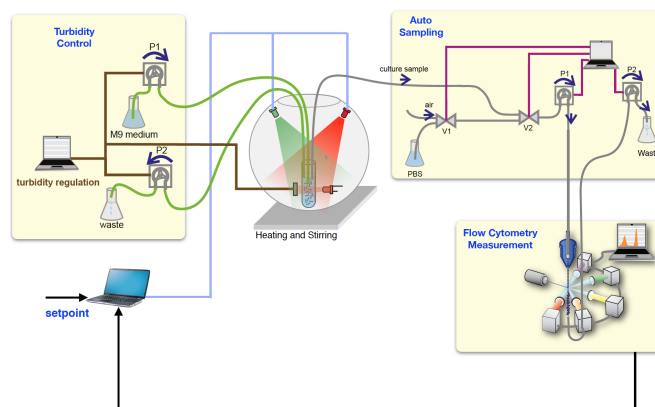 Turbidity
Control
P1
M9 medium
turbidity regulation
P2
waste
Heating and Stirring
setpoint
Auto
Sampling
culture sample
air
V1
V2
P1
P2
PBS
Wast
Flow Cytometry
Measurement